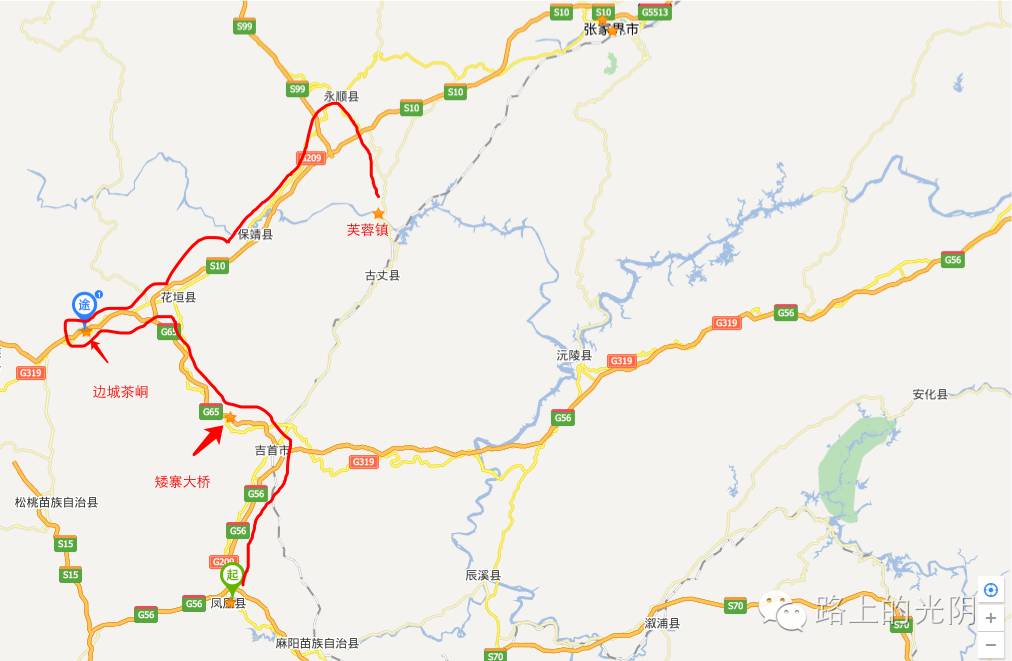 S10
S10
G5513
张家界市
S99
S99
永顺县
S10
S10
G209
芙蓉镇
保靖县
S10
古丈县
G56
途
1
花垣县
G65
G319
G56
G319
沅陵县
G319
边城茶峒
安化县
G65
G56
吉首市
G319
矮寨大桥
G56
松桃苗族自治县
G56
S15
G209
起
S15
辰溪县
凤凰县
G56
G56
S70
路上的光阴
溆浦县
S70
麻阳苗族自治县
S70